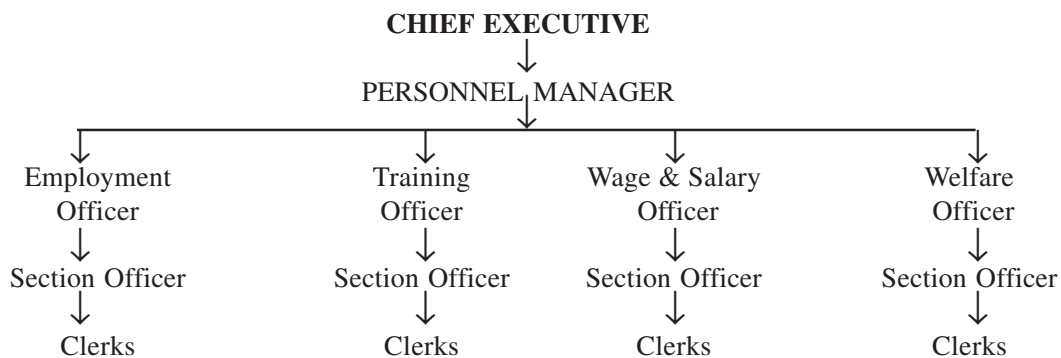 CHIEF EXECUTIVE
PERSONNEL MANAGER
Employment Training Wage & Salary Welfare
Officer Officer Officer Officer
Section Officer Section Officer Section Officer Section Officer
Clerks Clerks Clerks Clerks